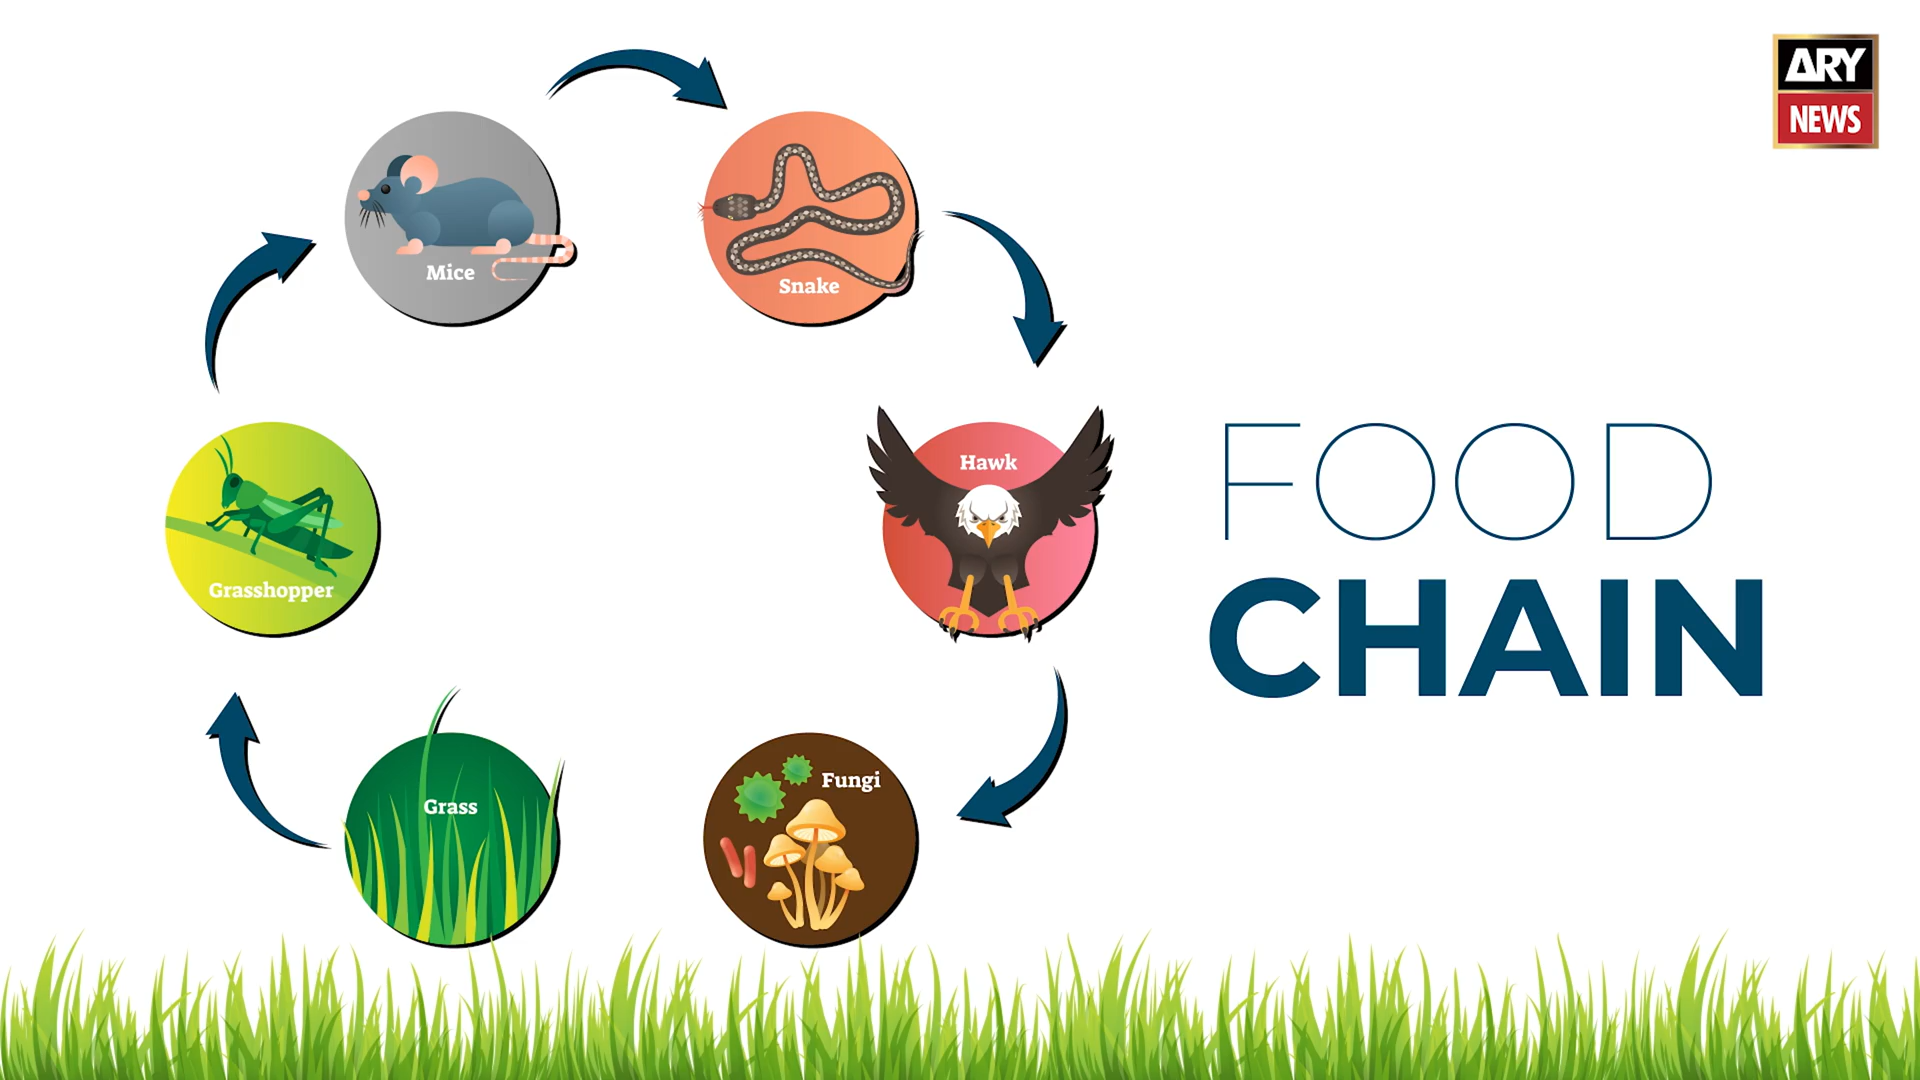 ARY
NEWS
Mice
Snake
Hawk
Grasshopper
Grass
Fungi
FOOD
CHAIN